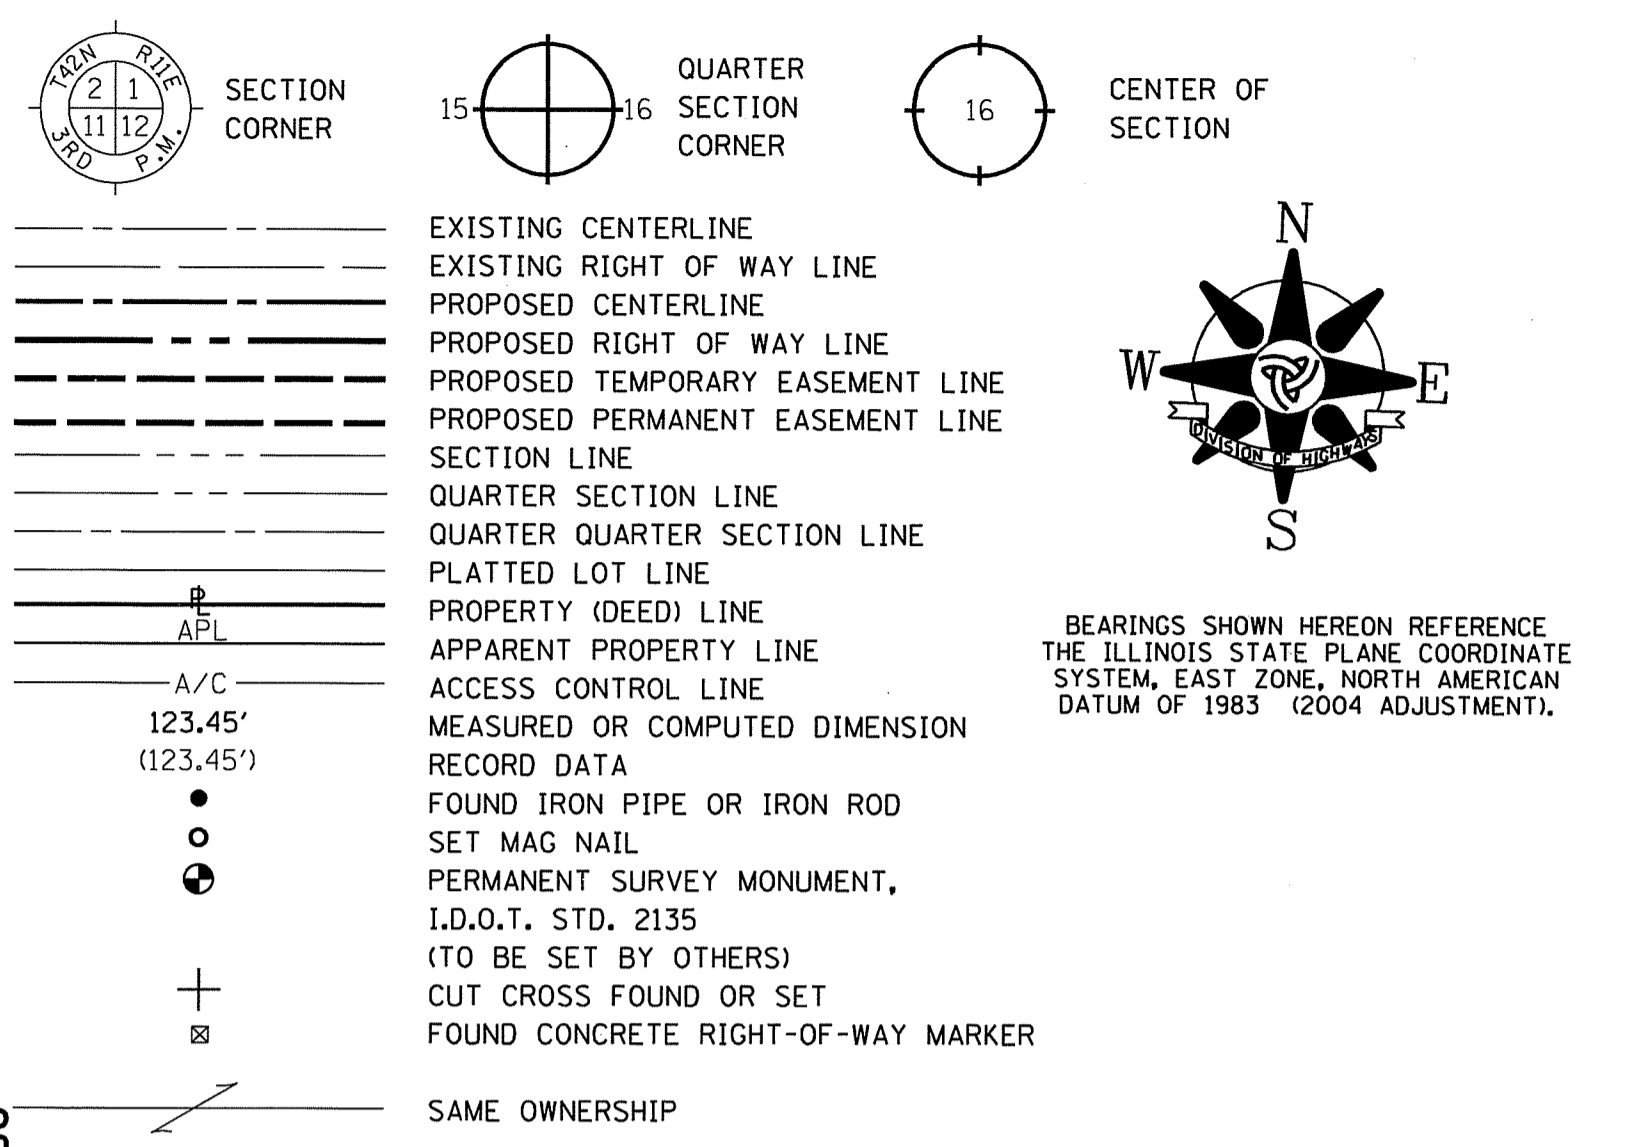 T42N R11E
2 1
11 12
3RD P.M.
SECTION
CORNER
15 16
QUARTER
SECTION
CORNER
16
CENTER OF
SECTION
EXISTING CENTERLINE
EXISTING RIGHT OF WAY LINE
PROPOSED CENTERLINE
PROPOSED RIGHT OF WAY LINE
PROPOSED TEMPORARY EASEMENT LINE
PROPOSED PERMANENT EASEMENT LINE
SECTION LINE
QUARTER SECTION LINE
QUARTER QUARTER SECTION LINE
PLATTED LOT LINE
PL PROPERTY (DEED) LINE
APL APPARENT PROPERTY LINE
A/C ACCESS CONTROL LINE
123.45' MEASURED OR COMPUTED DIMENSION
(123.45') RECORD DATA
FOUND IRON PIPE OR IRON ROD
SET MAG NAIL
PERMANENT SURVEY MONUMENT,
I.D.O.T. STD. 2135
(TO BE SET BY OTHERS)
CUT CROSS FOUND OR SET
FOUND CONCRETE RIGHT-OF-WAY MARKER
SAME OWNERSHIP
N
W E
DIVISION OF HIGHWAYS
S
BEARINGS SHOWN HEREON REFERENCE
THE ILLINOIS STATE PLANE COORDINATE
SYSTEM, EAST ZONE, NORTH AMERICAN
DATUM OF 1983 (2004 ADJUSTMENT).